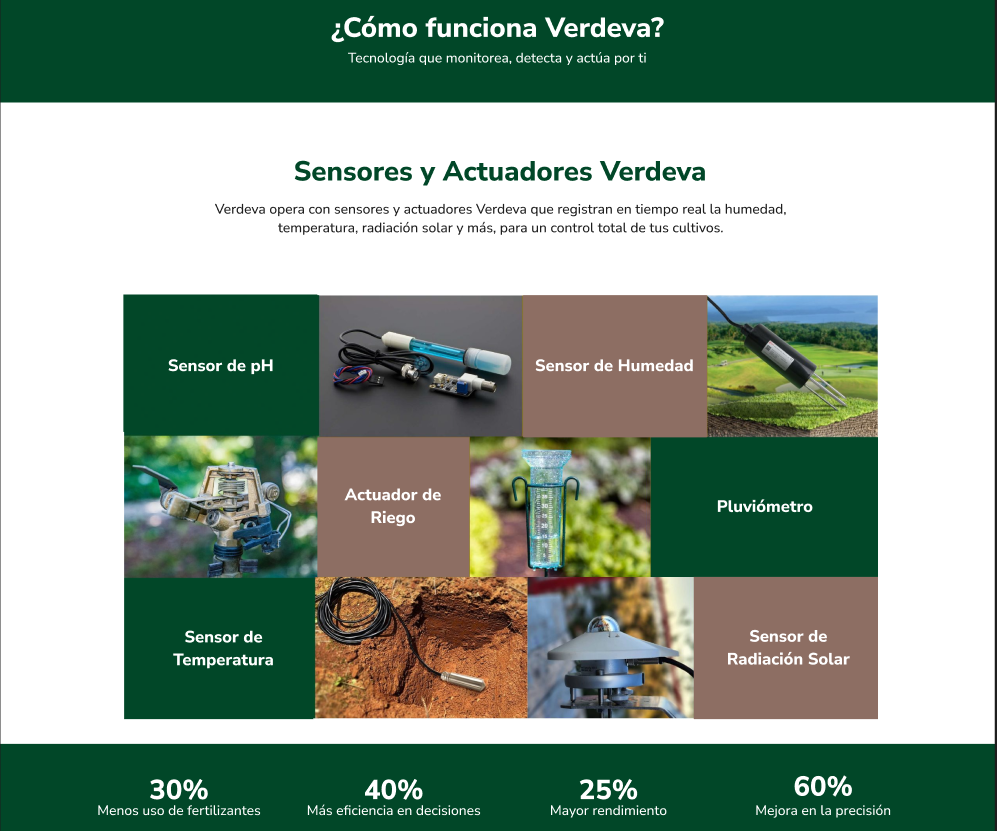 ¿Cómo funciona Verdeva?
Tecnología que monitorea, detecta y actúa por ti
Sensores y Actuadores Verdeva
Verdeva opera con sensores y actuadores Verdeva que registran en tiempo real la humedad,
temperatura, radiación solar y más, para un control total de tus cultivos.
Sensor de pH
Sensor de Humedad
Actuador de
Riego
Pluviómetro
Sensor de
Temperatura
Sensor de
Radiación Solar
30%
Menos uso de fertilizantes
40%
Más eficiencia en decisiones
25%
Mayor rendimiento
60%
Mejora en la precisión